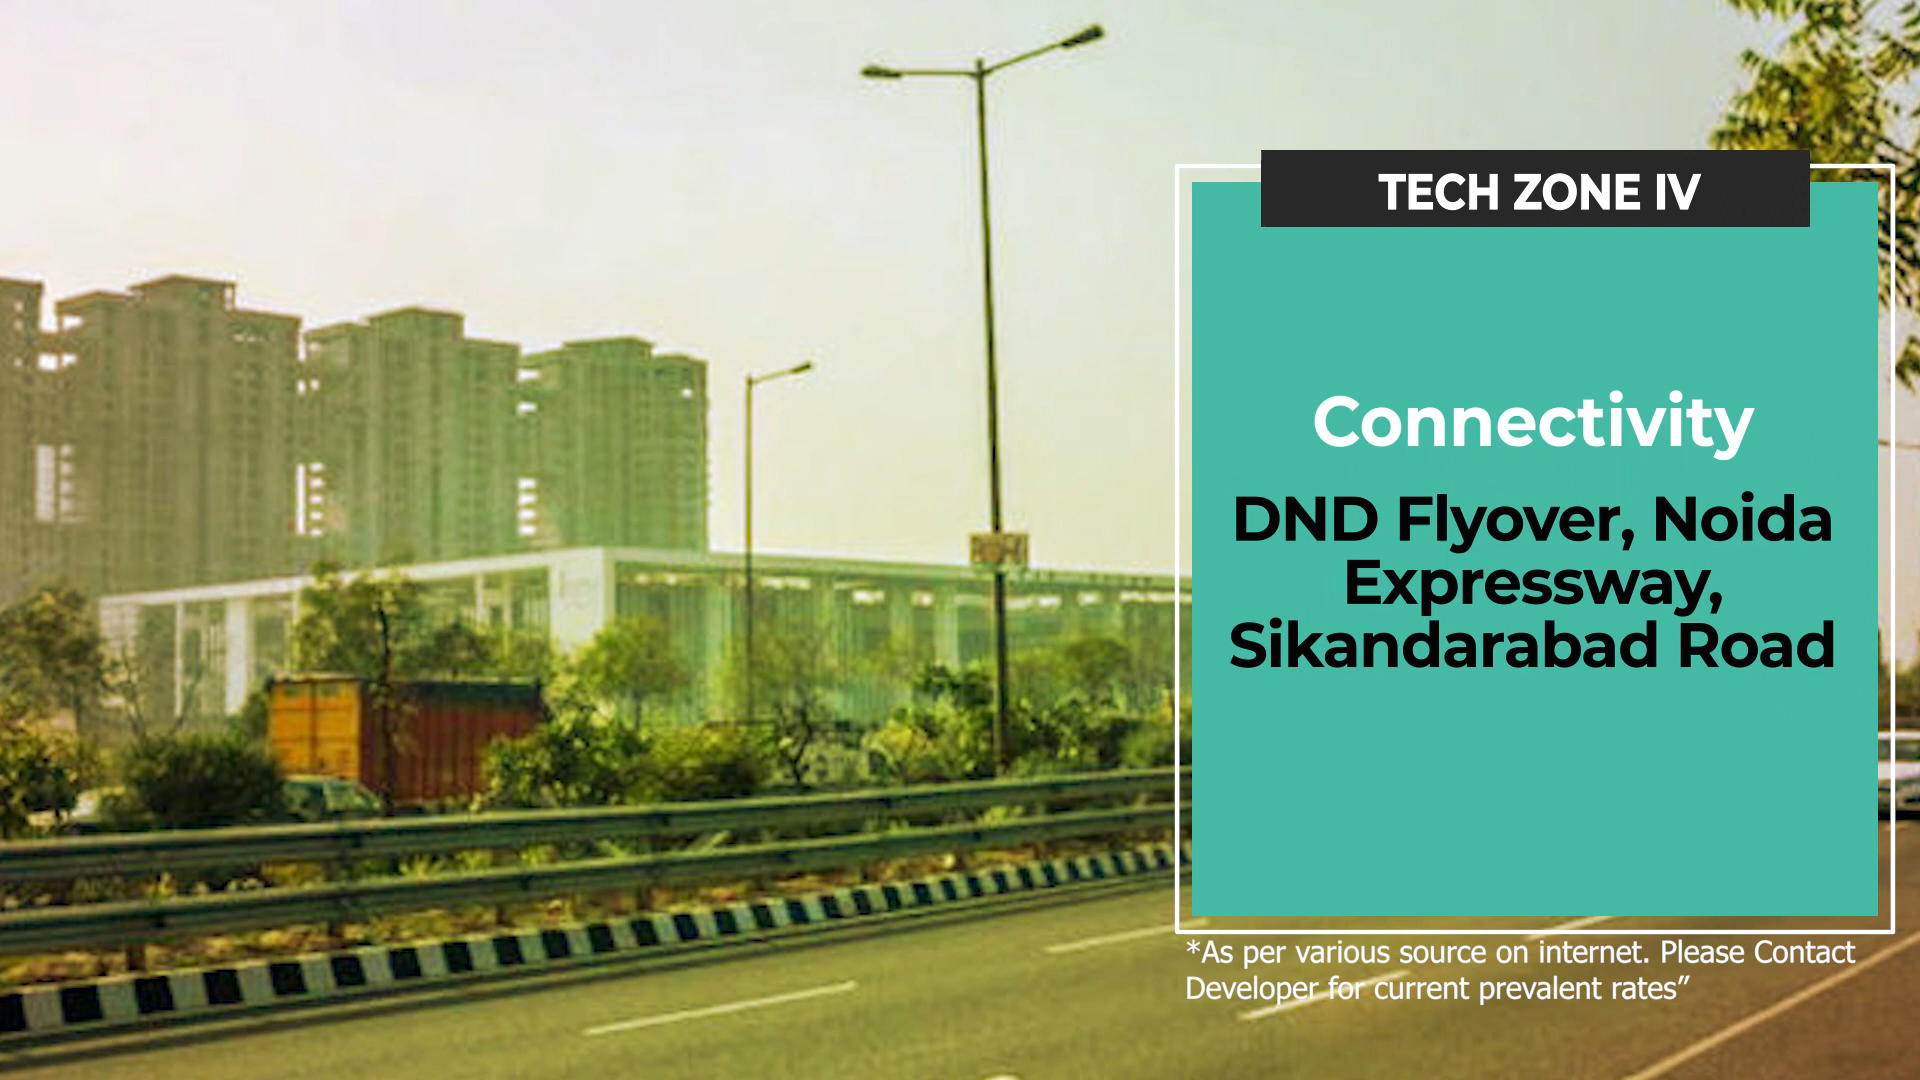 TECH ZONE IV
Connectivity
DND Flyover, Noida
Expressway,
Sikandarabad Road
*As per various source on internet. Please Contact
Developer for current prevalent rates”